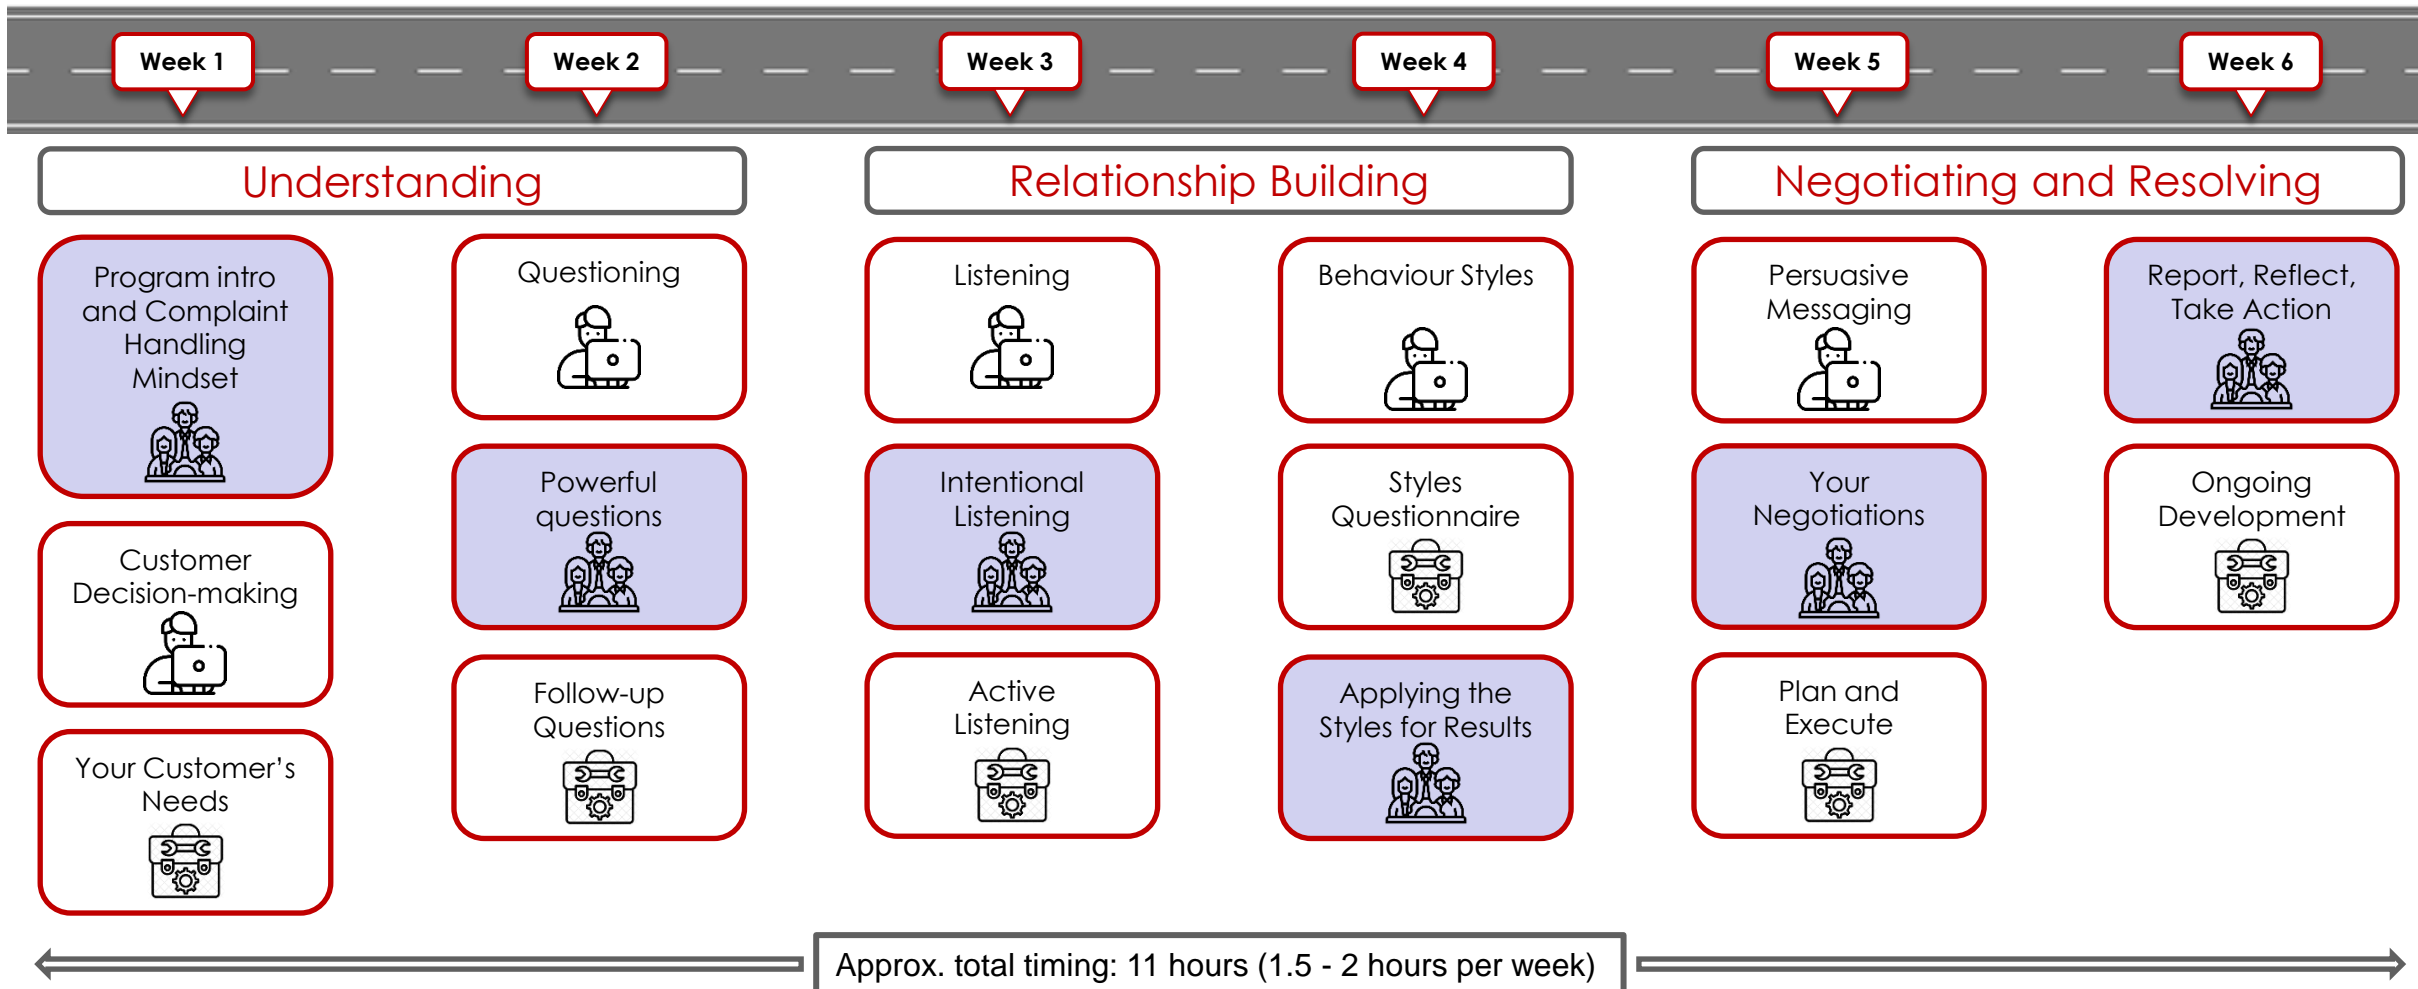 Week 1
Week 2
Week 3
Week 4
Week 5
Week 6
Understanding
Relationship Building
Negotiating and Resolving
Program intro
and Complaint
Handling
Mindset
Customer
Decision-making
Your Customer’s
Needs
Questioning
Powerful
questions
Follow-up
Questions
Listening
Intentional
Listening
Active
Listening
Behaviour Styles
Styles
Questionnaire
Applying the
Styles for Results
Persuasive
Messaging
Your
Negotiations
Plan and
Execute
Report, Reflect,
Take Action
Ongoing
Development
Approx. total timing: 11 hours (1.5 - 2 hours per week)